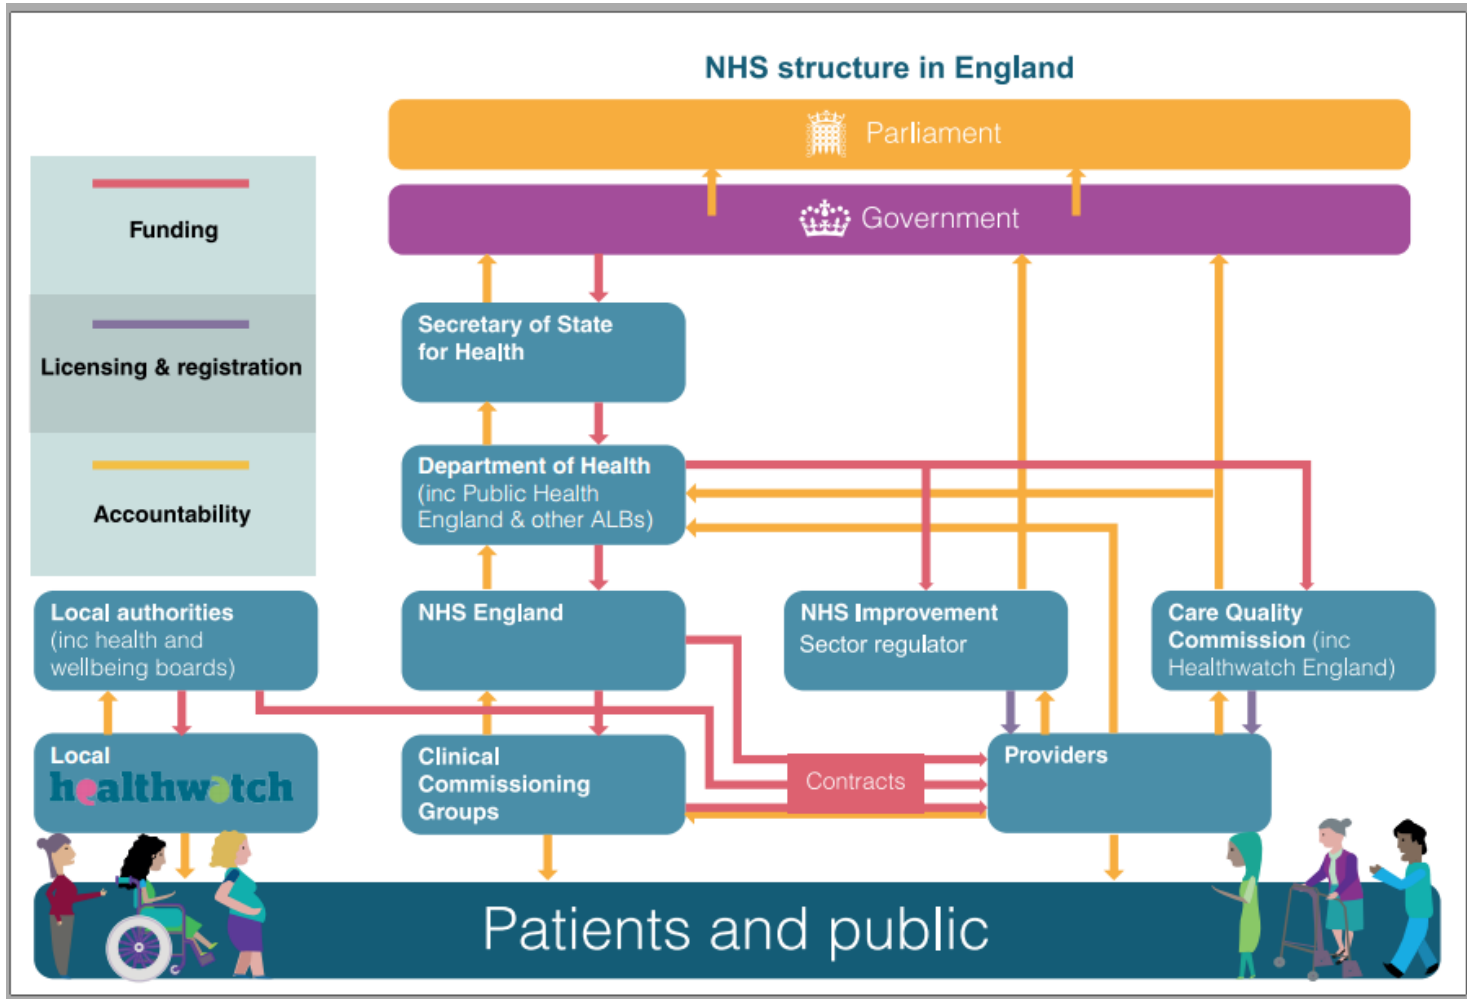 NHS structure in England
Parliament
Government
Funding
Licensing & registration
Accountability
Secretary of State
for Health
Department of Health
(inc Public Health
England & other ALBs)
Local authorities
(inc health and
wellbeing boards)
NHS England
NHS Improvement
Sector regulator
Care Quality
Commission (inc
Healthwatch England)
Local
healthwatch
Clinical
Commissioning
Groups
Contracts
Providers
Patients and public